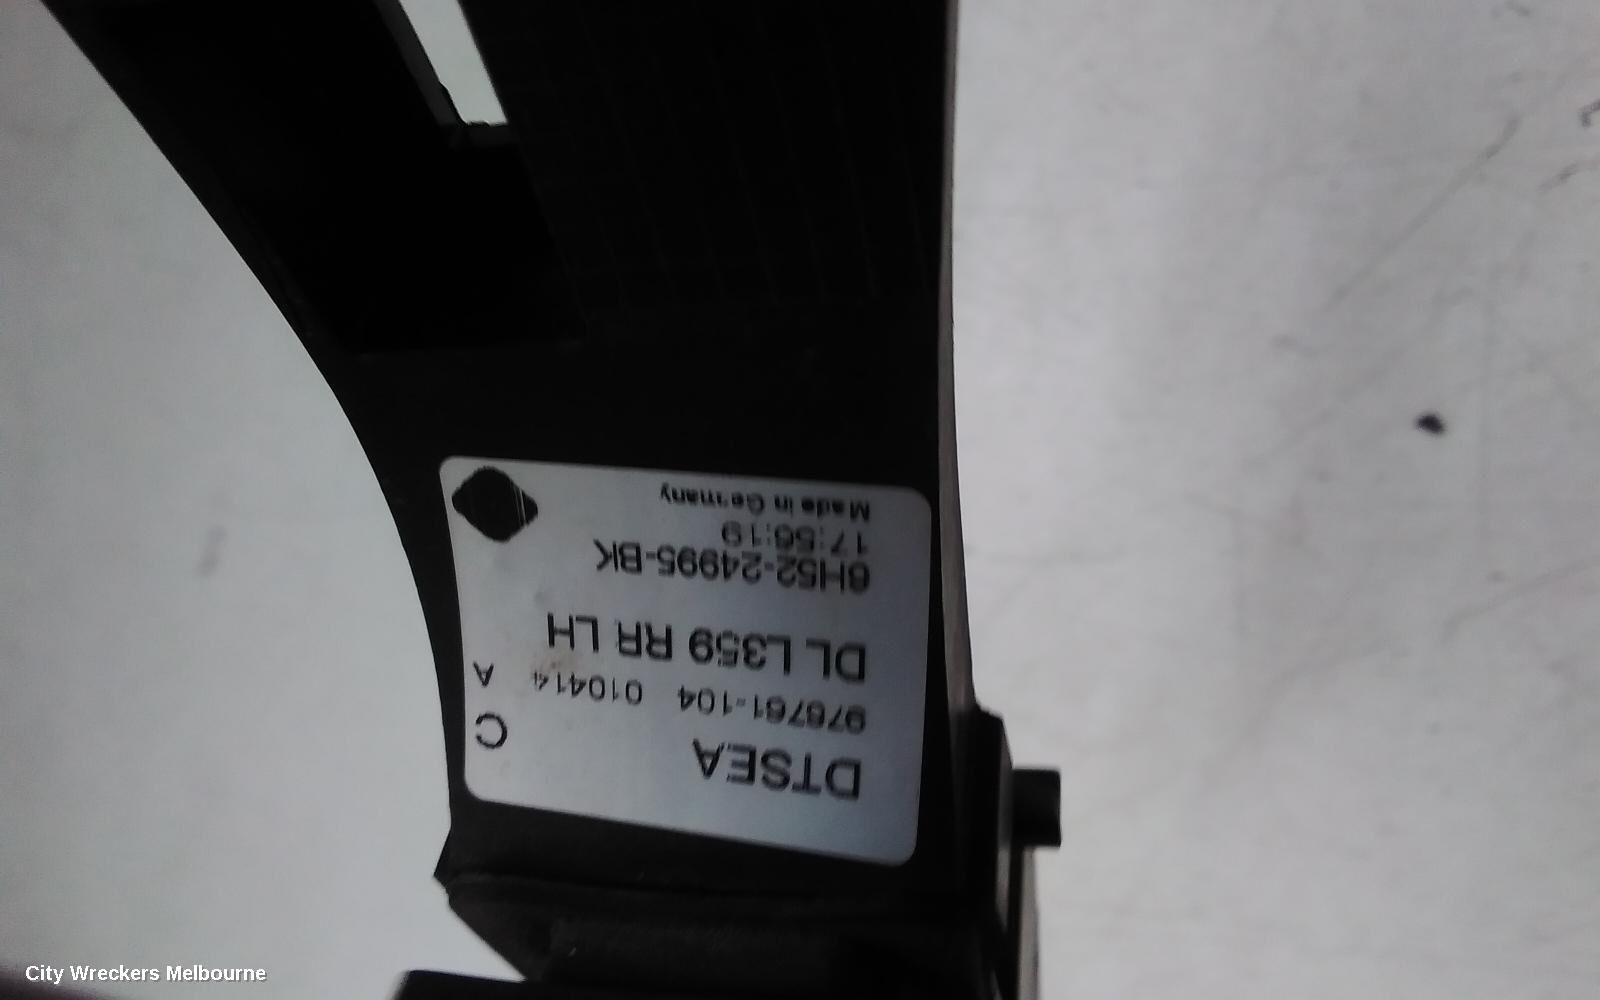 DTSEA
C
976761-104 010414
A
DL L359 RR LH
6H52-24995-BK
17:56:19
Made in Germany
City Wreckers Melbourne